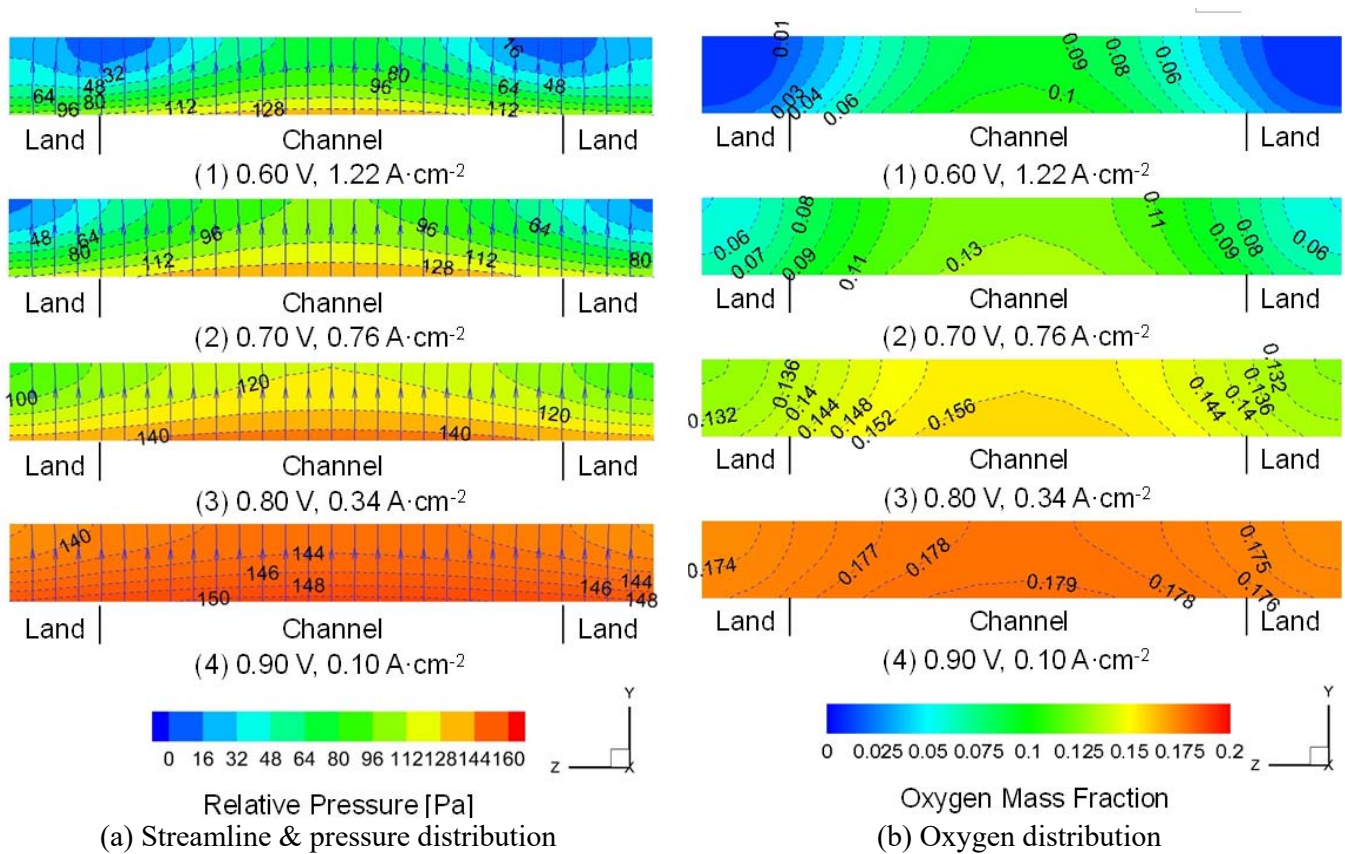 16
32
48
64
80
96
80
96
112
128
112
48
Land
Channel
Land
(1) 0.60 V, 1.22 A·cm-2
48
64
80
96
112
96
112
128
64
80
Land
Channel
Land
(2) 0.70 V, 0.76 A·cm-2
100
120
140
140
120
Land
Channel
Land
(3) 0.80 V, 0.34 A·cm-2
140
144
146
148
150
146
144
148
Land
Channel
Land
(4) 0.90 V, 0.10 A·cm-2
0 16 32 48 64 80 96 112 128 144 160
Y
Z
X
Relative Pressure [Pa]
(a) Streamline & pressure distribution
0.01
0.03
0.04
0.06
0.09
0.08
0.06
0.1
Land
Channel
Land
(1) 0.60 V, 1.22 A·cm-2
0.06
0.07
0.08
0.09
0.11
0.13
0.11
0.09
0.08
0.06
Land
Channel
Land
(2) 0.70 V, 0.76 A·cm-2
0.132
0.136
0.14
0.144
0.148
0.152
0.156
0.144
0.14
0.136
0.132
Land
Channel
Land
(3) 0.80 V, 0.34 A·cm-2
0.174
0.177
0.178
0.179
0.178
0.176
0.175
Land
Channel
Land
(4) 0.90 V, 0.10 A·cm-2
0 0.025 0.05 0.075 0.1 0.125 0.15 0.175 0.2
Y
Z
X
Oxygen Mass Fraction
(b) Oxygen distribution